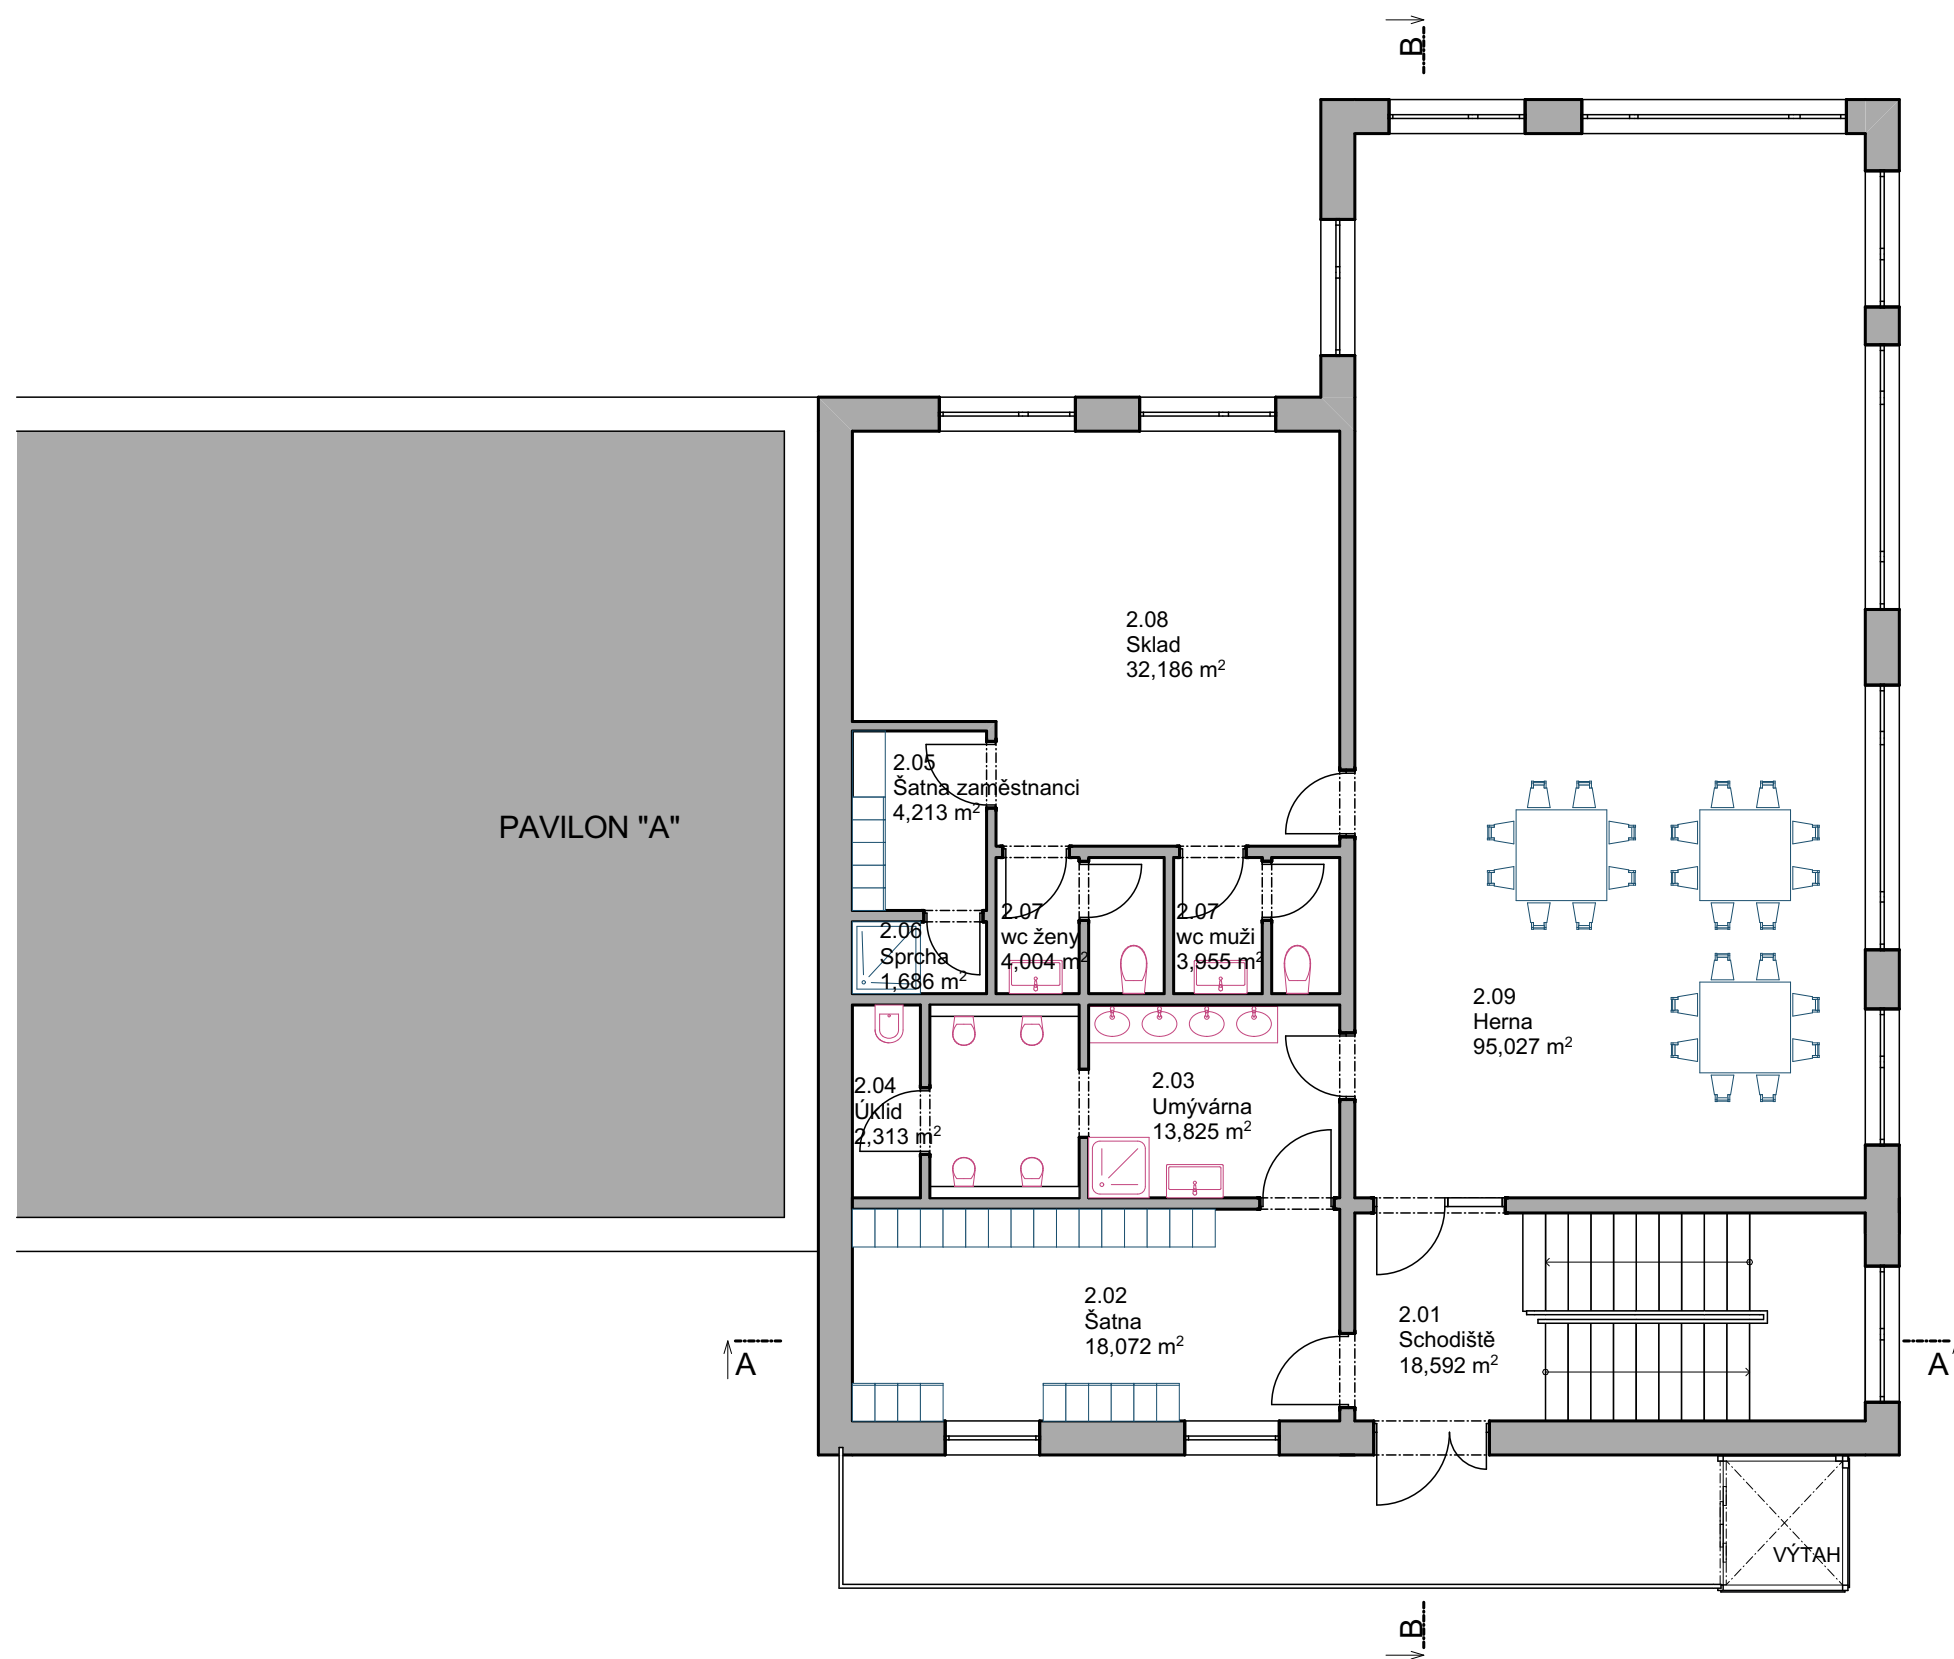 B
2.08
Sklad
32,186 m²
2.05
Šatna zaměstnanci
4,213 m²
PAVILON "A"
2.07
wc ženy
4,004 m²
2.07
wc muži
3,955 m²
2.06
Sprcha
1,686 m²
2.09
Herna
95,027 m²
2.04
Úklid
2,313 m²
2.03
Umývárna
13,825 m²
2.02
Šatna
18,072 m²
2.01
Schodiště
18,592 m²
A
A'
VÝTAH
B